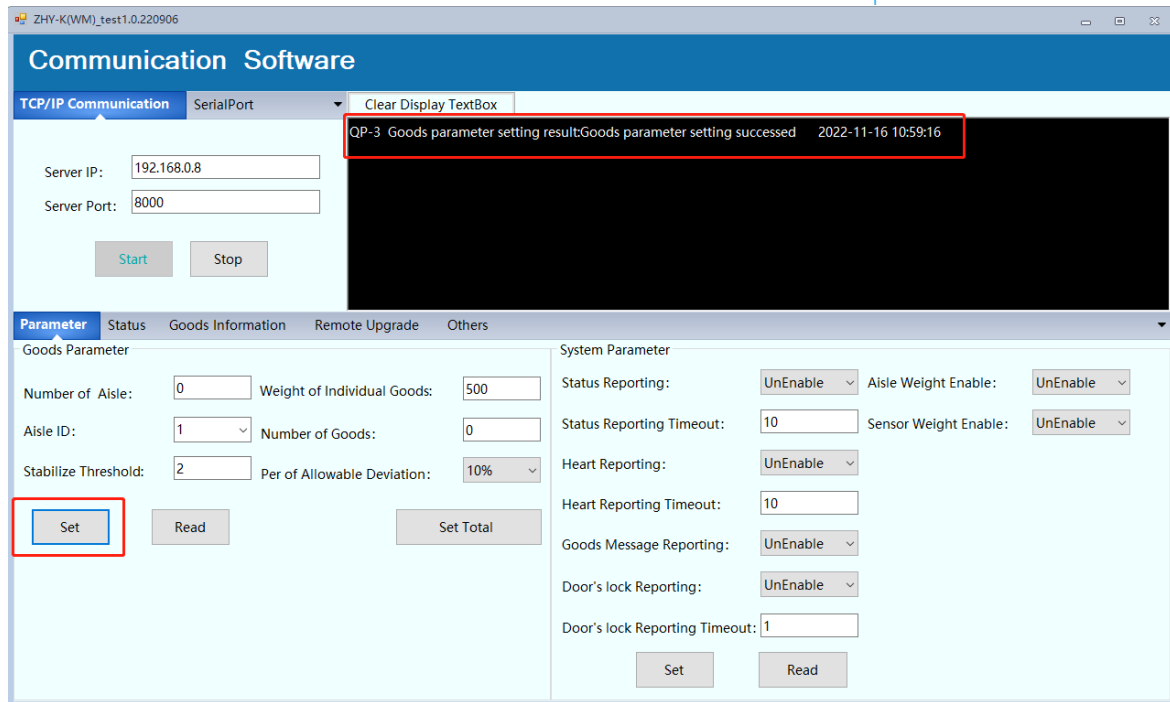 ZHY-K(WM)_test1.0.220906
Communication Software
TCP/IP Communication SerialPort Clear Display TextBox
QP-3 Goods parameter setting result:Goods parameter setting successed 2022-11-16 10:59:16
Server IP: 192.168.0.8
Server Port: 8000
Start Stop
Parameter Status Goods Information Remote Upgrade Others
Goods Parameter
Number of Aisle: 0 Weight of Individual Goods: 500
Aisle ID: 1 Number of Goods: 0
Stabilize Threshold: 2 Per of Allowable Deviation: 10%
Set Read Set Total
System Parameter
Status Reporting: UnEnable Aisle Weight Enable: UnEnable
Status Reporting Timeout: 10 Sensor Weight Enable: UnEnable
Heart Reporting: UnEnable
Heart Reporting Timeout: 10
Goods Message Reporting: UnEnable
Door's lock Reporting: UnEnable
Door's lock Reporting Timeout: 1
Set Read